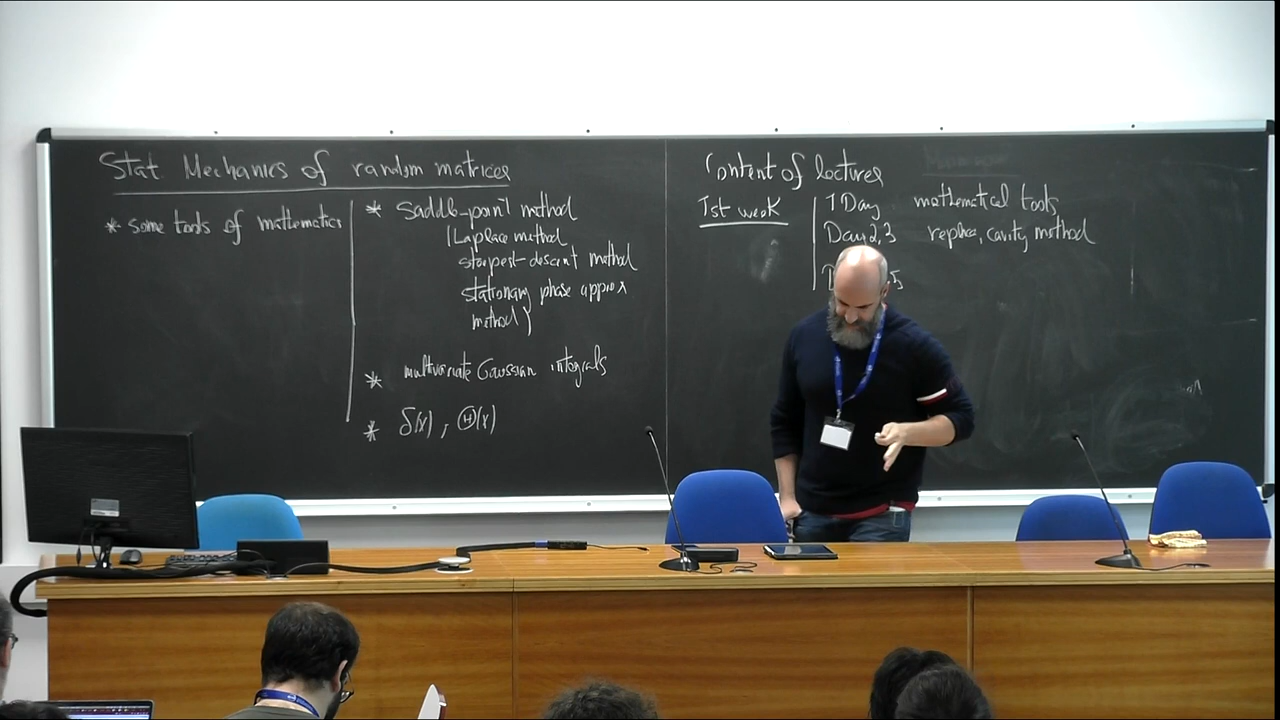 Stat Mechanics of random matrices
* some tools of mathematics
* Saddle-point method
{Laplace method
steepest-descent method
stationary phase approx
method}
* multivariate Gaussian integrals
* δ(x), Θ(x)
Content of lectures
1st week
1 Day mathematical tools
Day 2,3 replica, cavity method
5